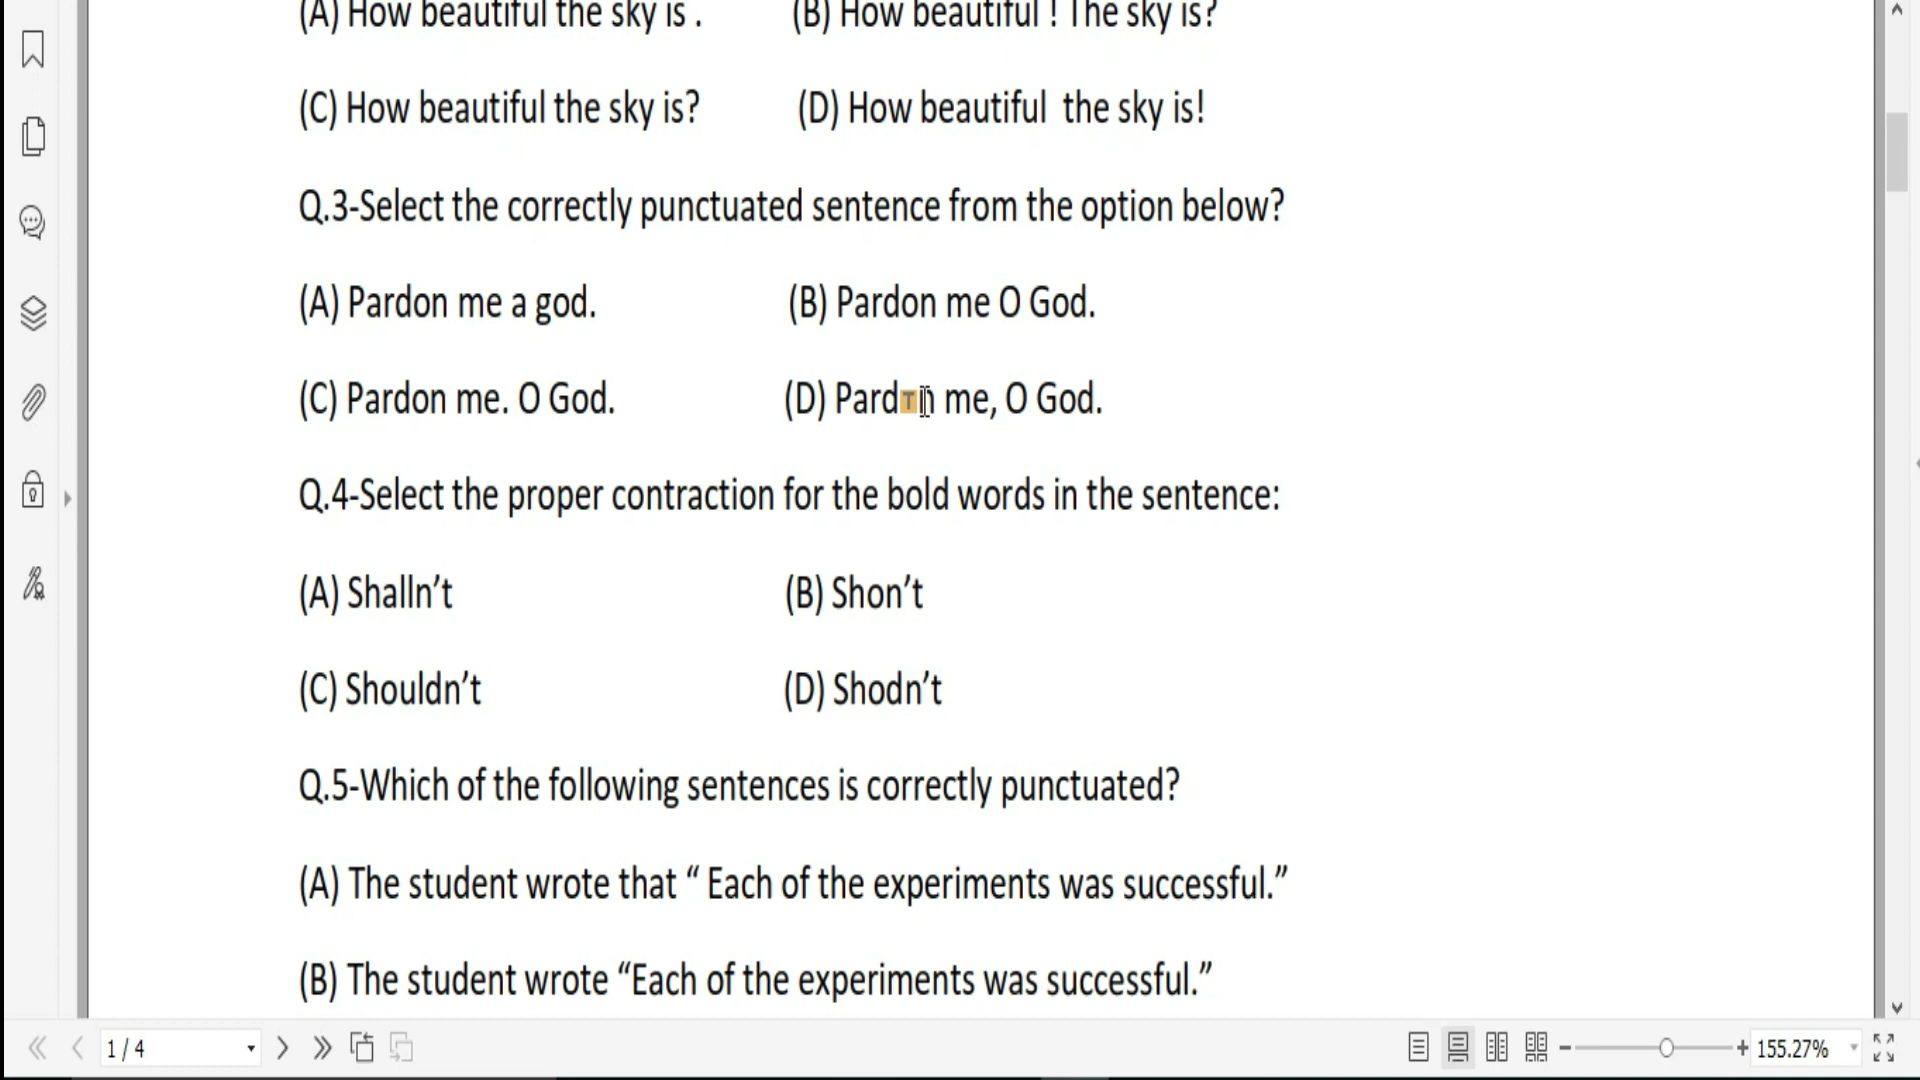 (A) How beautiful the sky is . (B) How beautiful ! The sky is?
(C) How beautiful the sky is? (D) How beautiful the sky is!
Q.3-Select the correctly punctuated sentence from the option below?
(A) Pardon me a god. (B) Pardon me O God.
(C) Pardon me. O God. (D) Pardon me, O God.
Q.4-Select the proper contraction for the bold words in the sentence:
(A) Shalln’t (B) Shon’t
(C) Shouldn’t (D) Shodn’t
Q.5-Which of the following sentences is correctly punctuated?
(A) The student wrote that “ Each of the experiments was successful.”
(B) The student wrote “Each of the experiments was successful.”
1 / 4
155.27%